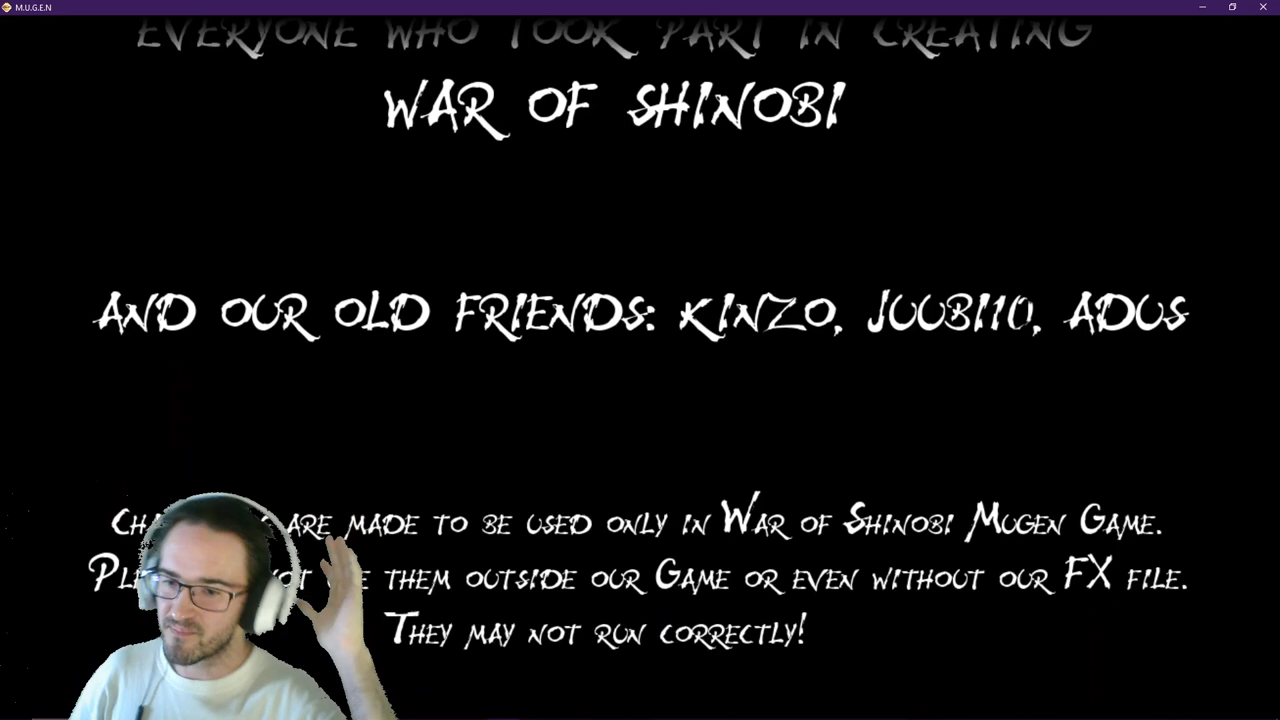 M.U.G.E.N
EVERYONE WHO TOOK PART IN CREATING
WAR OF SHINOBI
AND OUR OLD FRIENDS: KINZO, JUUBI10, ADUS
ARE MADE TO BE USED ONLY IN WAR OF SHINOBI MUGEN GAME.
THEM OUTSIDE OUR GAME OR EVEN WITHOUT OUR FX FILE.
THEY MAY NOT RUN CORRECTLY!